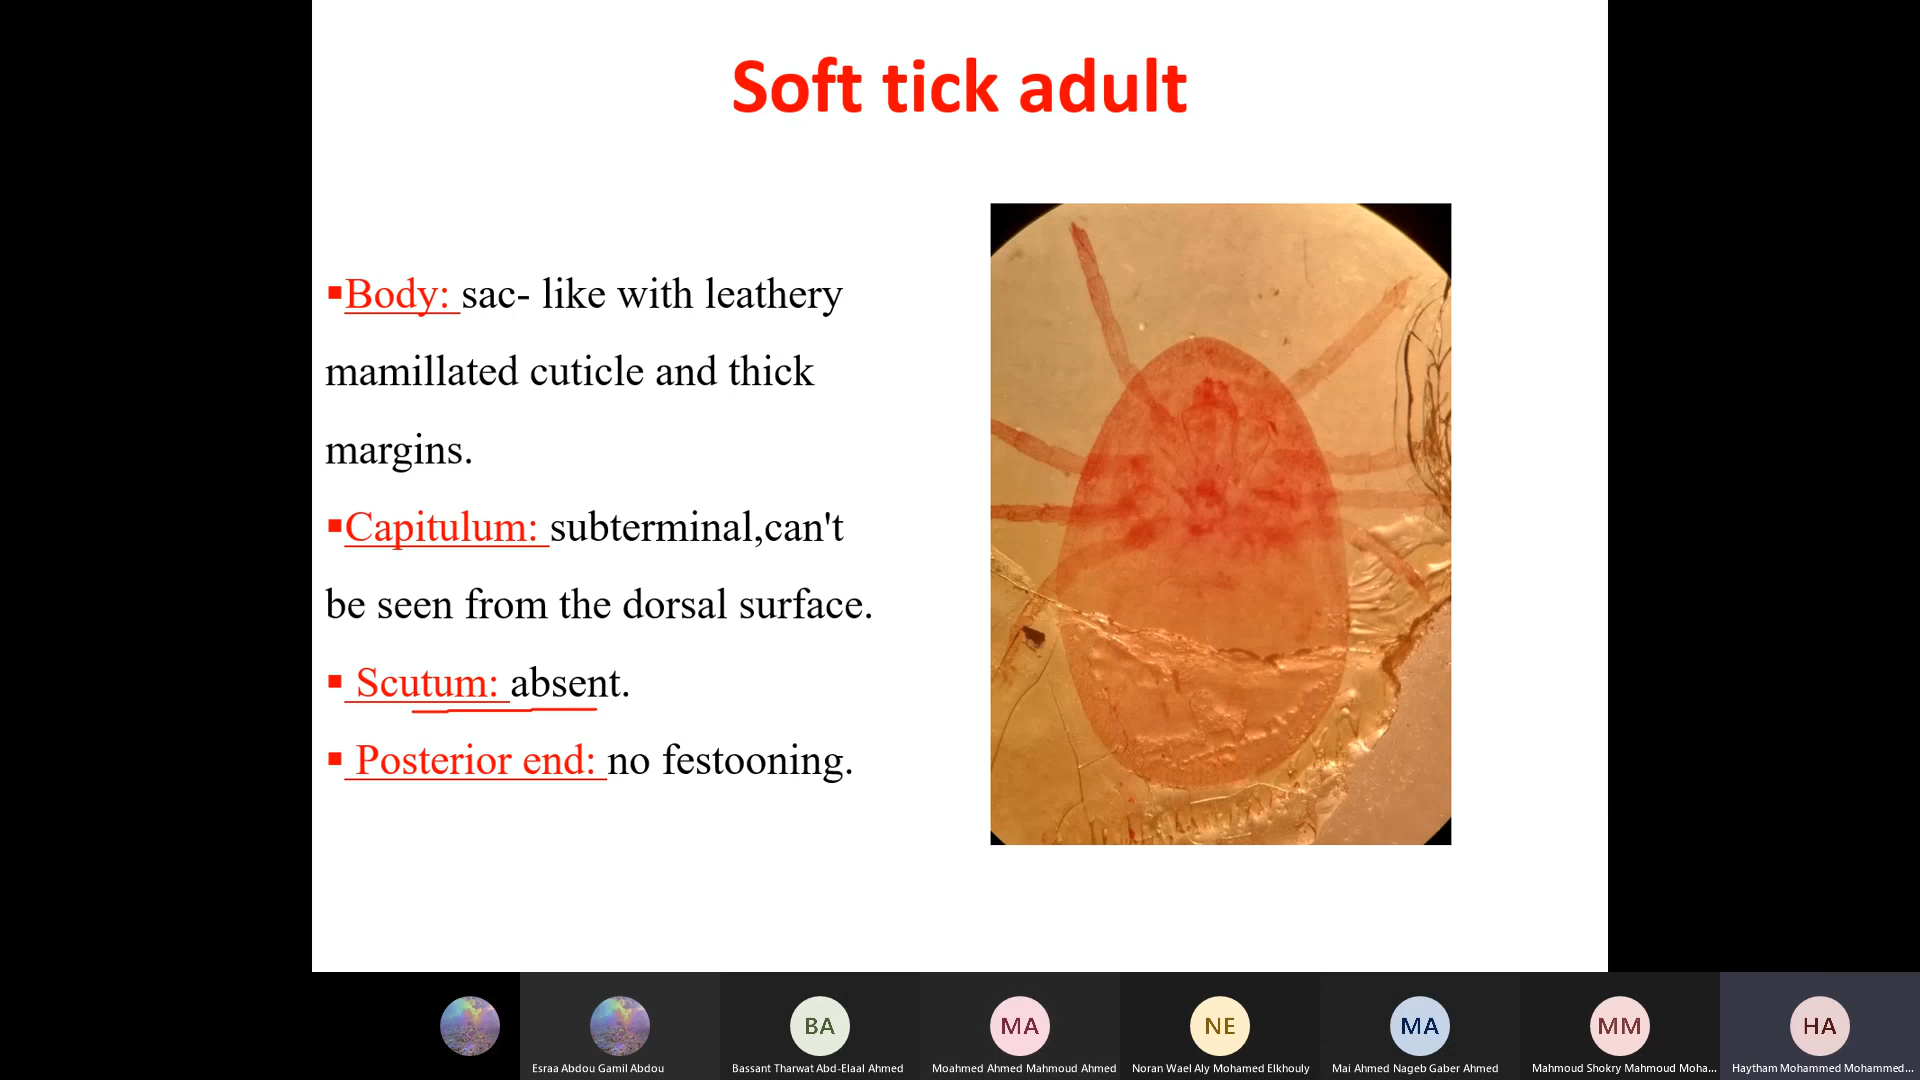 Soft tick adult
▪Body: sac- like with leathery
mamillated cuticle and thick
margins.
▪Capitulum: subterminal,can't
be seen from the dorsal surface.
▪ Scutum: absent.
▪ Posterior end: no festooning.
BA
MA
NE
MA
MM
HA
Esraa Abdou Gamil Abdou
Bassant Tharwat Abd-Elaal Ahmed
Moahmed Ahmed Mahmoud Ahmed
Noran Wael Aly Mohamed Elkhouly
Mai Ahmed Nageb Gaber Ahmed
Mahmoud Shokry Mahmoud Moha...
Haytham Mohammed Mohammed...